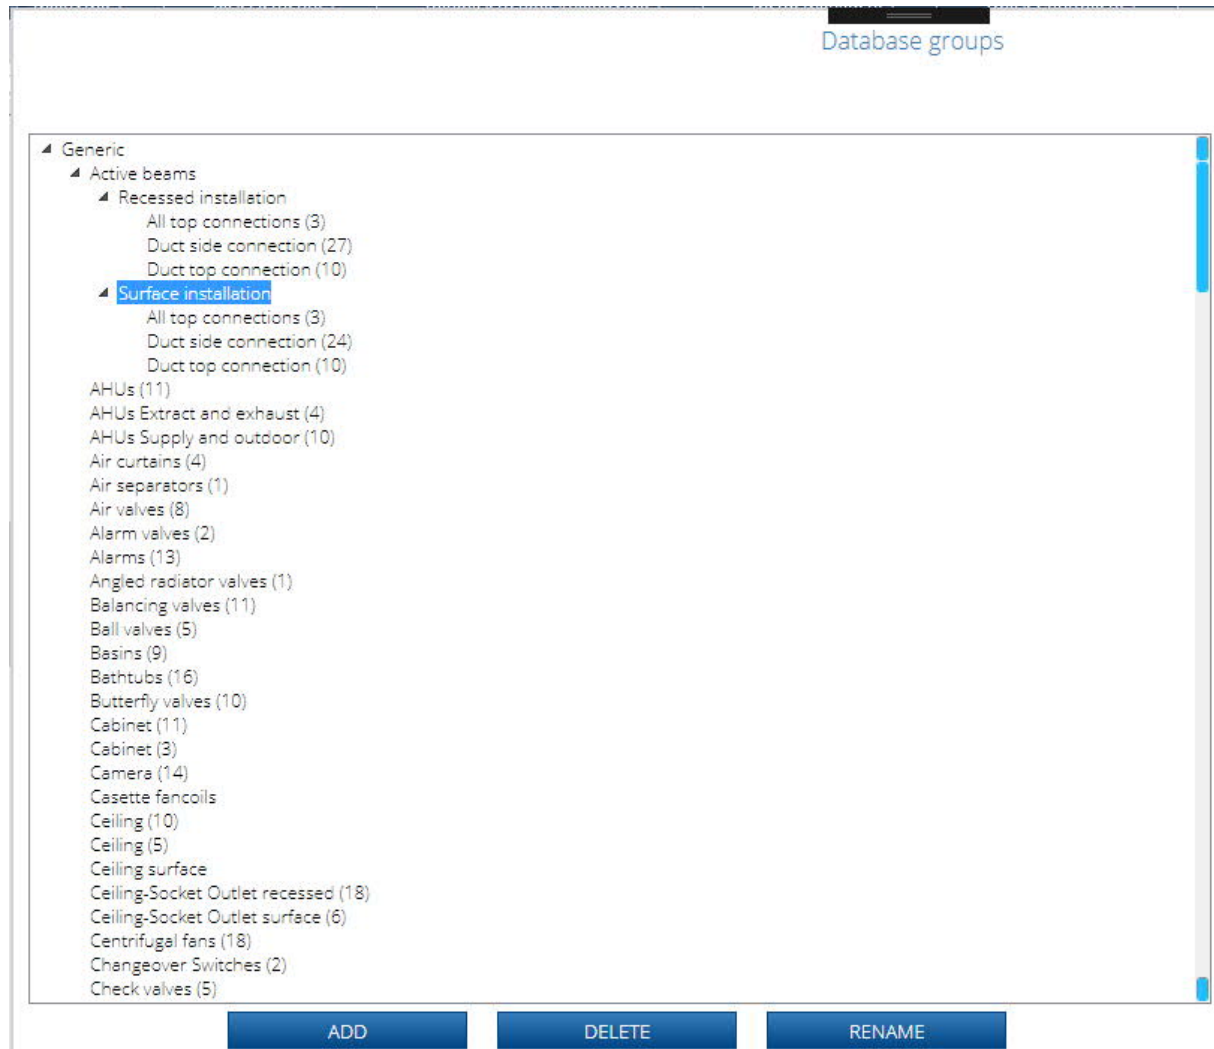 Database groups
Generic
Active beams
Recessed installation
All top connections (3)
Duct side connection (27)
Duct top connection (10)
Surface installation
All top connections (3)
Duct side connection (24)
Duct top connection (10)
AHUs (11)
AHUs Extract and exhaust (4)
AHUs Supply and outdoor (10)
Air curtains (4)
Air separators (1)
Air valves (8)
Alarm valves (2)
Alarms (13)
Angled radiator valves (1)
Balancing valves (11)
Ball valves (5)
Basins (9)
Bathtubs (16)
Butterfly valves (10)
Cabinet (11)
Cabinet (3)
Camera (14)
Casette fancoils
Ceiling (10)
Ceiling (5)
Ceiling surface
Ceiling-Socket Outlet recessed (18)
Ceiling-Socket Outlet surface (6)
Centrifugal fans (18)
Changeover Switches (2)
Check valves (5)
ADD DELETE RENAME